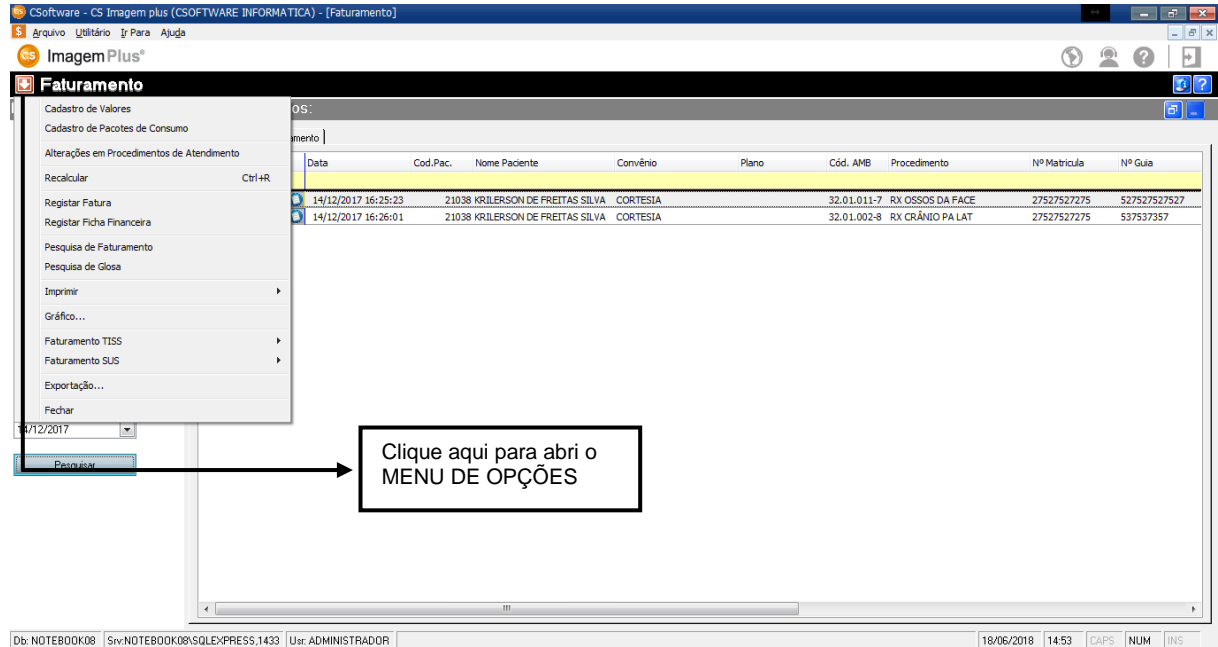 CSoftware - CS Imagem plus (CSOFTWARE INFORMATICA) - [Faturamento]
Arquivo Utilitário Ir Para Ajuda
cs ImagemPlus®
Faturamento
Cadastro de Valores
os:
Cadastro de Pacotes de Consumo
amento
Alterações em Procedimentos de Atendimento
Data Cod.Pac. Nome Paciente Convênio Plano Cód. AMB Procedimento Nº Matricula Nº Guia
Recalcular Ctrl+R
Registar Fatura
14/12/2017 16:25:23 21038 KRILERSON DE FREITAS SILVA CORTESIA 32.01.011-7 RX OSSOS DA FACE 27527527275 527527527527
Registar Ficha Financeira
14/12/2017 16:26:01 21038 KRILERSON DE FREITAS SILVA CORTESIA 32.01.002-8 RX CRÂNIO PA LAT 27527527275 537537357
Pesquisa de Faturamento
Pesquisa de Glosa
Imprimir
Gráfico...
Faturamento TISS
Faturamento SUS
Exportação...
Fechar
14/12/2017
Pesquisar
Clique aqui para abri o
MENU DE OPÇÕES
Db: NOTEBOOK08 Srv:NOTEBOOK08\SQLEXPRESS,1433 Usr: ADMINISTRADOR 18/06/2018 14:53 CAPS NUM INS